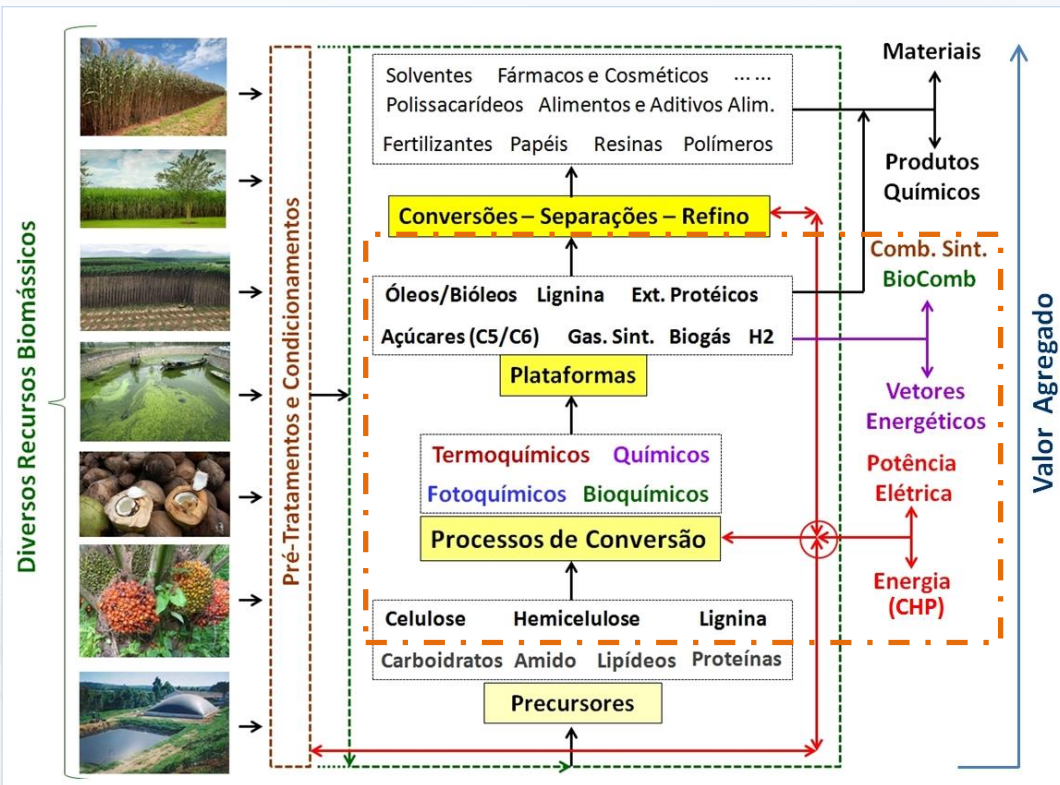 Diversos Recursos Biomássicos
Pré-Tratamentos e Condicionamentos
Solventes Fármacos e Cosméticos ... ...
Polissacarídeos Alimentos e Aditivos Alim.
Fertilizantes Papéis Resinas Polímeros
Conversões – Separações – Refino
Óleos/Bióleos Lignina Ext. Protéicos
Açúcares (C5/C6) Gas. Sint. Biogás H2
Plataformas
Termoquímicos Químicos
Fotoquímicos Bioquímicos
Processos de Conversão
Celulose Hemicelulose Lignina
Carboidratos Amido Lipídeos Proteínas
Precursores
Materiais
Produtos
Químicos
Comb. Sint.
BioComb
Vetores
Energéticos
Potência
Elétrica
Energia
(CHP)
Valor Agregado